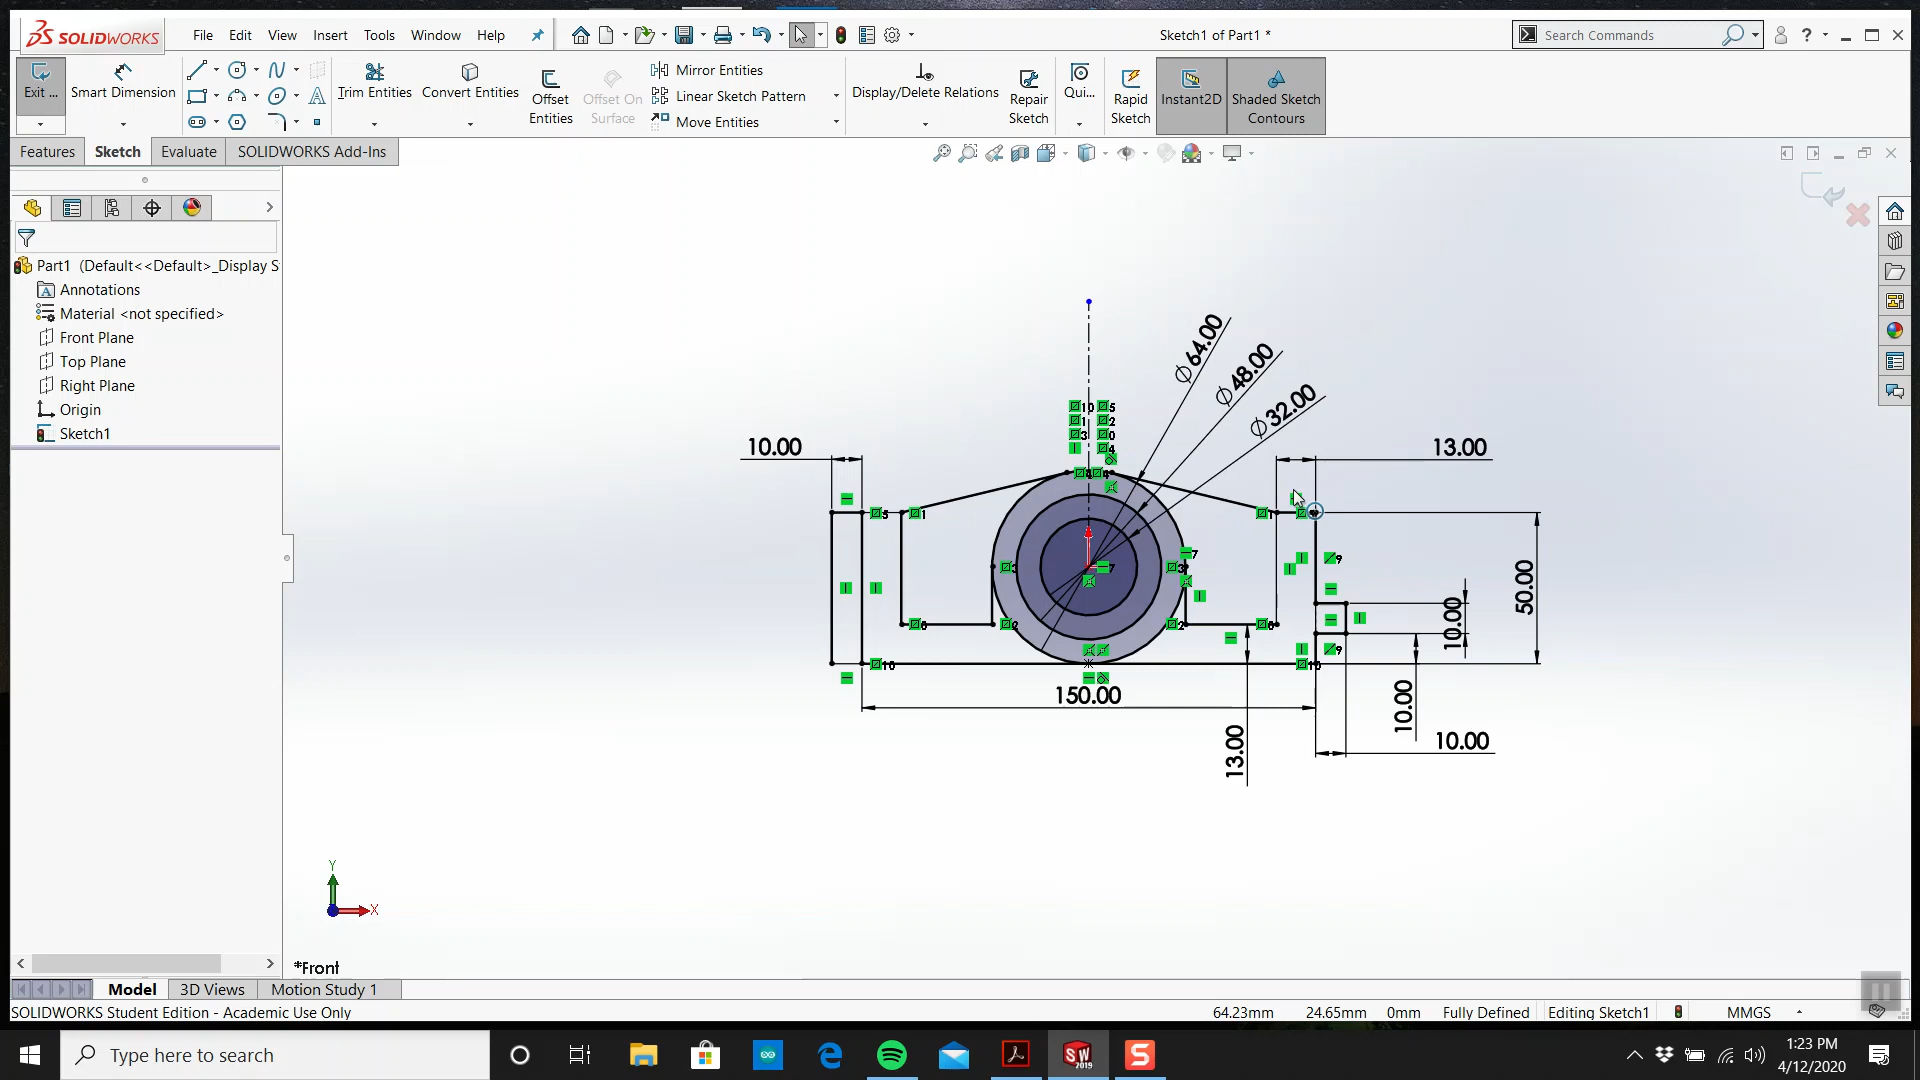 SOLIDWORKS File Edit View Insert Tools Window Help Sketch1 of Part1 * Search Commands
Exit ... Smart Dimension Trim Entities Convert Entities Offset Entities Offset On Surface Mirror Entities Linear Sketch Pattern Move Entities Display/Delete Relations Repair Sketch Qui... Rapid Sketch Instant2D Shaded Sketch Contours
Features Sketch Evaluate SOLIDWORKS Add-Ins
Part1 (Default<<Default>_Display S
Annotations
Material <not specified>
Front Plane
Top Plane
Right Plane
Origin
Sketch1
Ø64.00
Ø48.00
Ø32.00
10.00
13.00
50.00
10.00
150.00
10.00
13.00
10.00
Y
X
*Front
Model 3D Views Motion Study 1
SOLIDWORKS Student Edition - Academic Use Only 64.23mm 24.65mm 0mm Fully Defined Editing Sketch1 MMGS
Type here to search
SW 2019
S
1:23 PM
4/12/2020